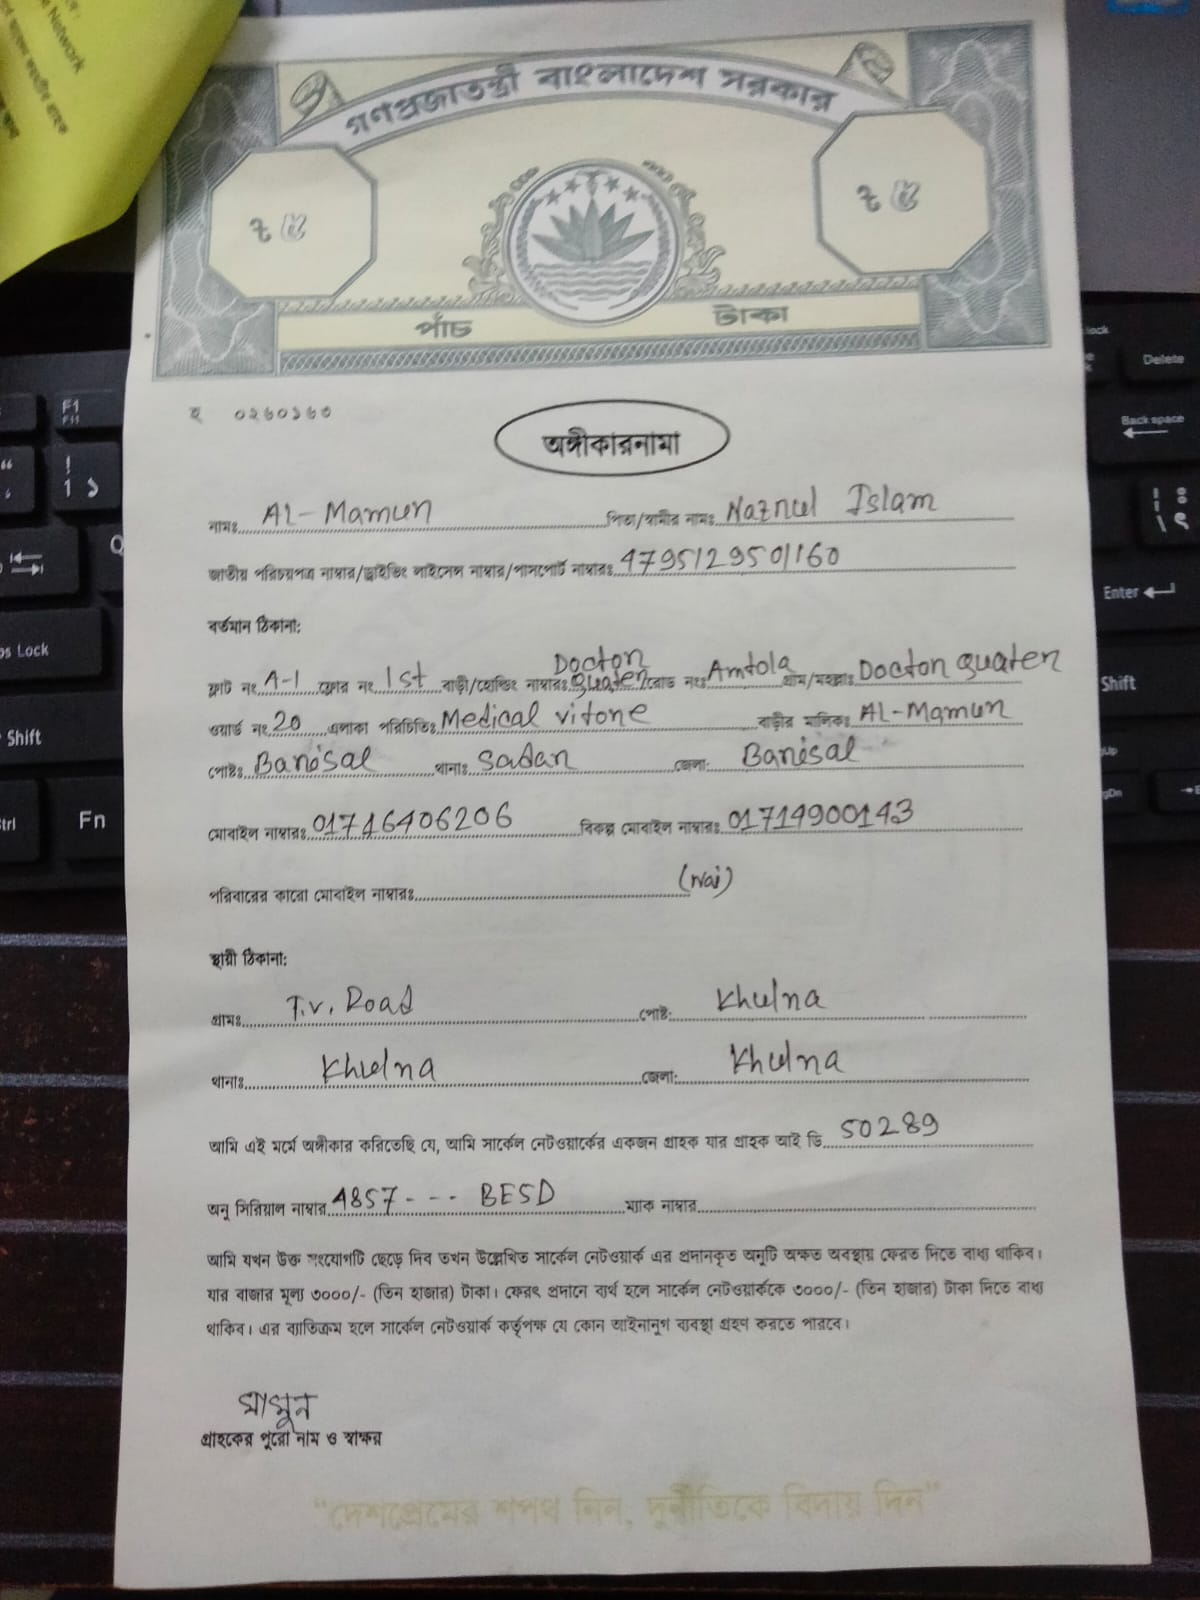 Network
গণপ্রজাতন্ত্রী বাংলাদেশ সরকার
৳ ৫ ৳ ৫
পাঁচ টাকা
অঙ্গীকারনামা
নামঃ AL-Mamun পিতা/স্বামীর নামঃ Nazrul Islam
জাতীয় পরিচয়পত্র নাম্বার/ড্রাইভিং লাইসেন্স নাম্বার/পাসপোর্ট নাম্বারঃ 4795129501160
বর্তমান ঠিকানা:
ফ্লাট নং A-1 ফ্লোর নং 1st বাড়ী/হোল্ডিং নাম্বারঃ Doctor quater রোড নংঃ Amtola গ্রাম/মহল্লাঃ Doctor quater
ওয়ার্ড নং 20 এলাকা পরিচিতিঃ Medical vitore বাড়ীর মালিকঃ AL-Mamun
পোষ্টঃ Barisal থানাঃ Sadar জেলা: Barisal
মোবাইল নাম্বারঃ 01716406206 বিকল্প মোবাইল নাম্বারঃ 01714900143
পরিবারের কারো মোবাইল নাম্বারঃ (Nai)
স্থায়ী ঠিকানা:
গ্রামঃ T.v. Road পোষ্ট: Khulna
থানাঃ Khulna জেলা: Khulna
আমি এই মর্মে অঙ্গীকার করিতেছি যে, আমি সার্কেল নেটওয়ার্কের একজন গ্রাহক যার গ্রাহক আই ডি 50289
অনু সিরিয়াল নাম্বার 4857--- BE5D ম্যাক নাম্বার
আমি যখন উক্ত সংযোগটি ছেড়ে দিব তখন উল্লেখিত সার্কেল নেটওয়ার্ক এর প্রদানকৃত অনুটি অক্ষত অবস্থায় ফেরত দিতে বাধ্য থাকিব।
যার বাজার মূল্য ৩০০০/- (তিন হাজার) টাকা। ফেরৎ প্রদানে ব্যর্থ হলে সার্কেল নেটওয়ার্ককে ৩০০০/- (তিন হাজার) টাকা দিতে বাধ্য
থাকিব। এর ব্যতিক্রম হলে সার্কেল নেটওয়ার্ক কর্তৃপক্ষ যে কোন আইনানুগ ব্যবস্থা গ্রহণ করতে পারবে।
মামুন
গ্রাহকের পুরো নাম ও স্বাক্ষর
"দেশপ্রেমের শপথ নিন, দুর্নীতিকে বিদায় দিন"
F1
Delete
Back space
Enter
Shift
Shift
Fn